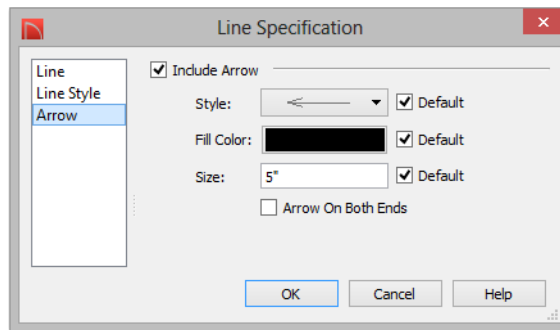 Line Specification
Line
Line Style
Arrow
Include Arrow
Style:
Default
Fill Color:
Default
Size:
5"
Default
Arrow On Both Ends
OK
Cancel
Help